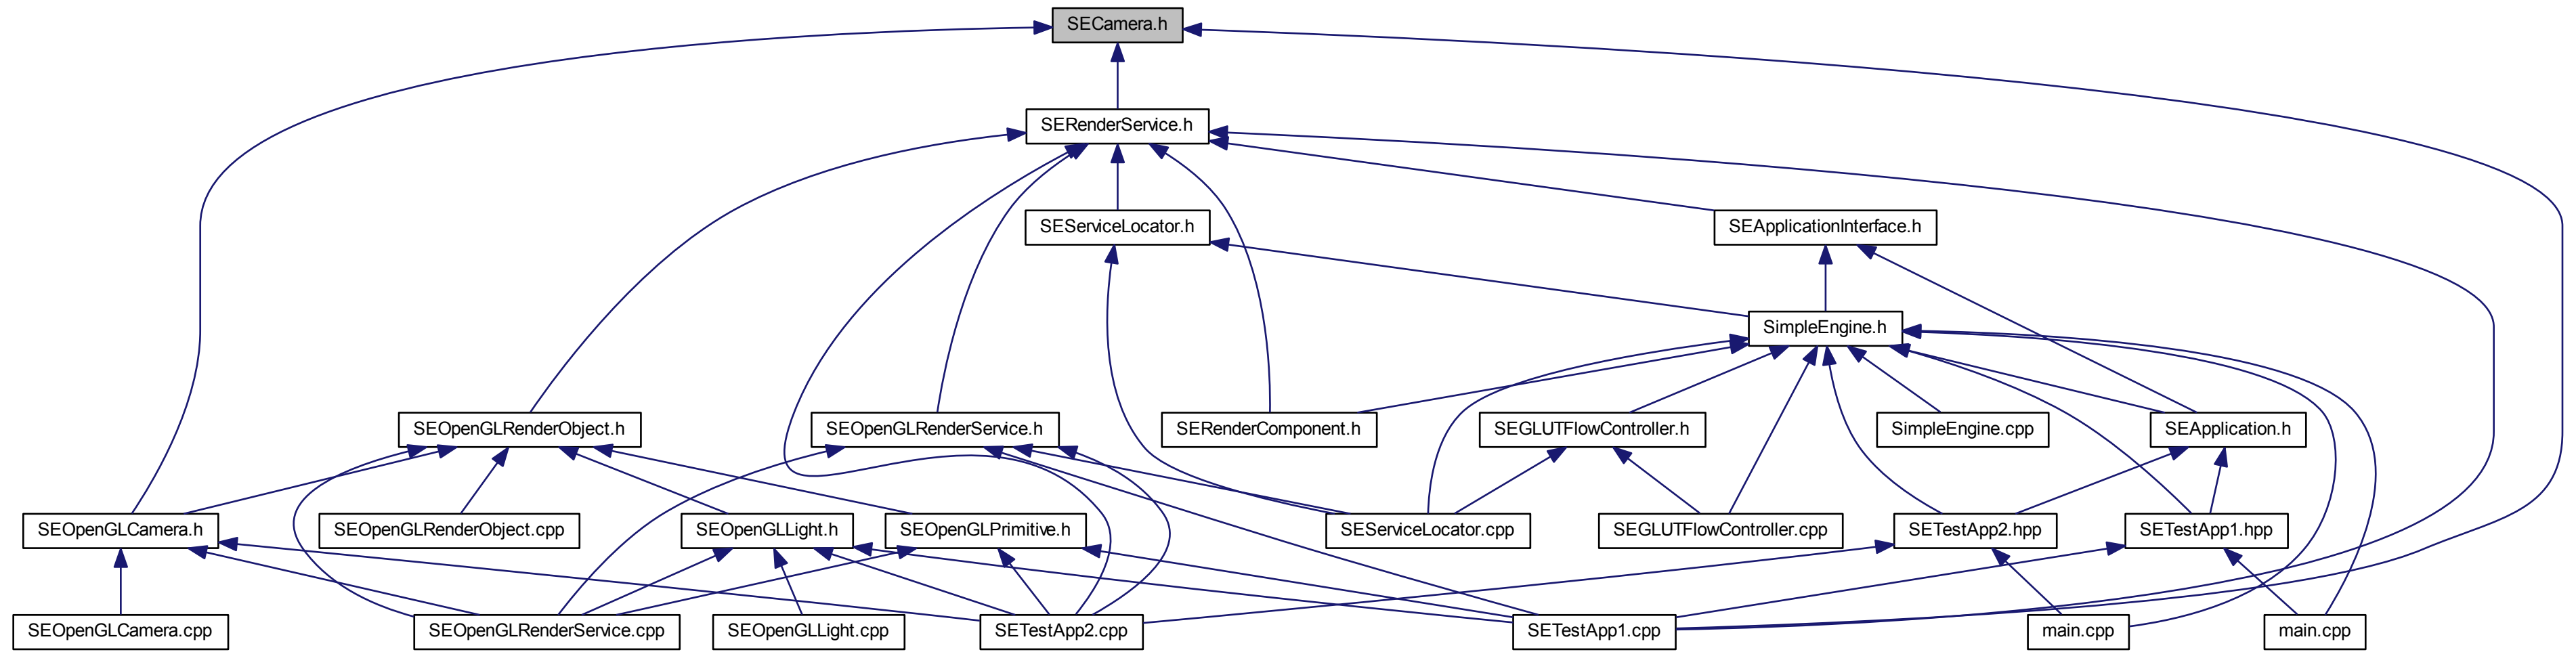 SECamera.h
SERenderService.h
SEServiceLocator.h
SEApplicationInterface.h
SimpleEngine.h
SEOpenGLRenderObject.h
SEOpenGLRenderService.h
SERenderComponent.h
SEGLUTFlowController.h
SimpleEngine.cpp
SEApplication.h
SEOpenGLCamera.h
SEOpenGLRenderObject.cpp
SEOpenGLLight.h
SEOpenGLPrimitive.h
SEServiceLocator.cpp
SEGLUTFlowController.cpp
SETestApp2.hpp
SETestApp1.hpp
SEOpenGLCamera.cpp
SEOpenGLRenderService.cpp
SEOpenGLLight.cpp
SETestApp2.cpp
SETestApp1.cpp
main.cpp
main.cpp